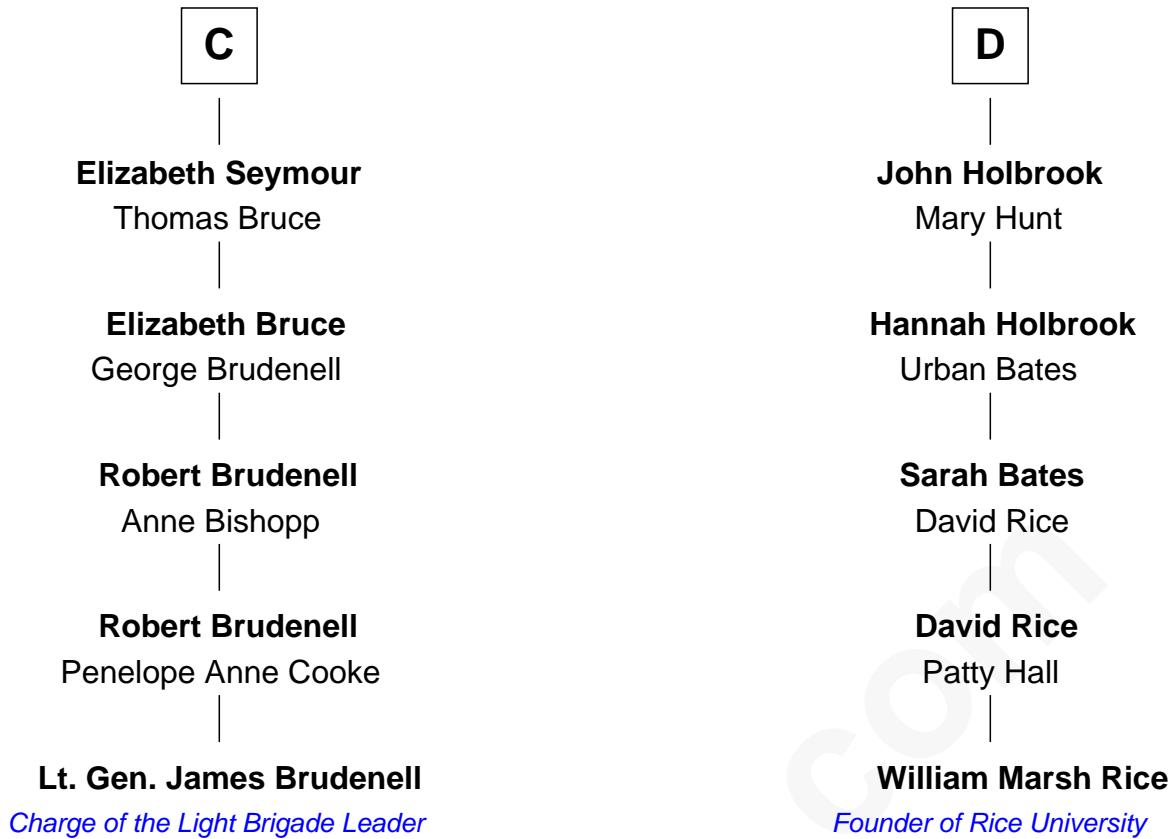 C
Elizabeth Seymour
Thomas Bruce
Elizabeth Bruce
George Brudenell
Robert Brudenell
Anne Bishopp
Robert Brudenell
Penelope Anne Cooke
Lt. Gen. James Brudenell
Charge of the Light Brigade Leader
D
John Holbrook
Mary Hunt
Hannah Holbrook
Urban Bates
Sarah Bates
David Rice
David Rice
Patty Hall
William Marsh Rice
Founder of Rice University
com